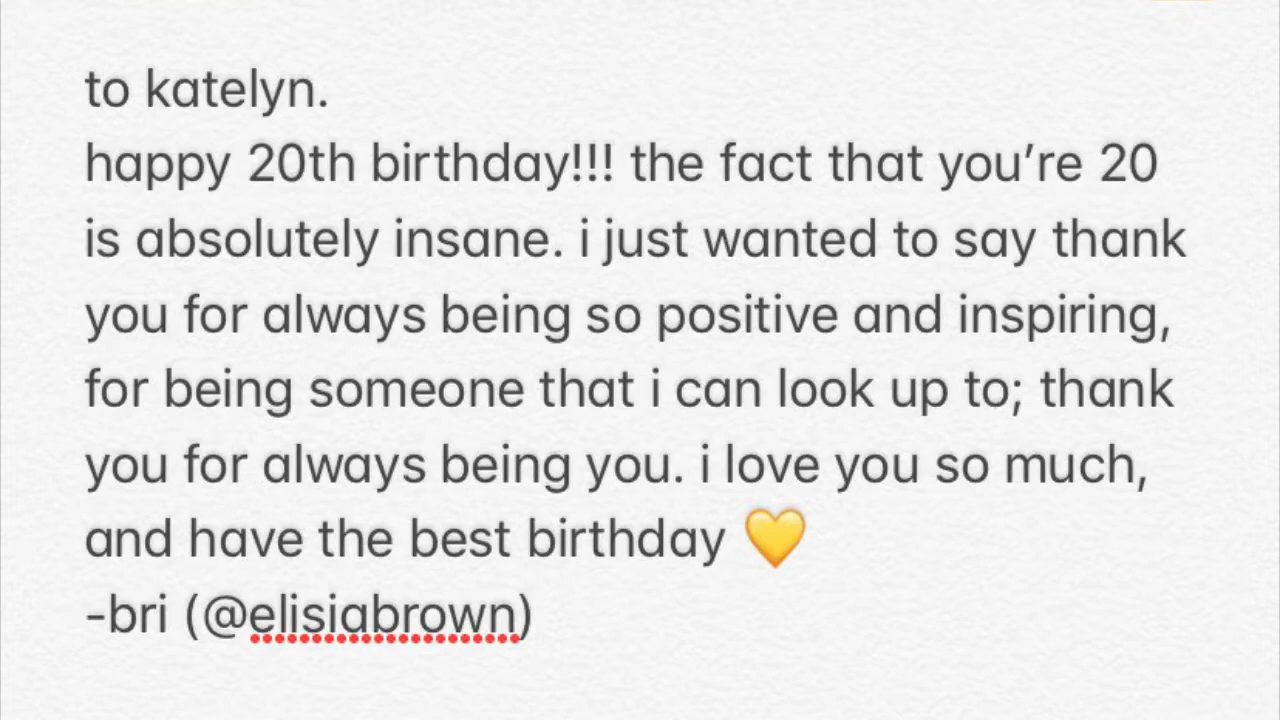 to katelyn.
happy 20th birthday!!! the fact that you’re 20
is absolutely insane. i just wanted to say thank
you for always being so positive and inspiring,
for being someone that i can look up to; thank
you for always being you. i love you so much,
and have the best birthday 💛
-bri (@elisiabrown)